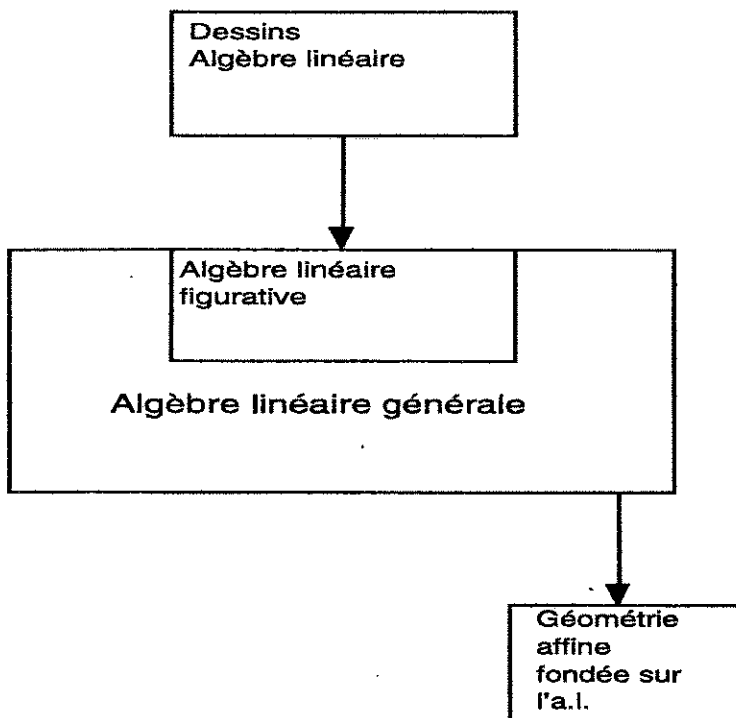 Dessins
Algèbre linéaire
Algèbre linéaire
figurative
Algèbre linéaire générale
Géométrie
affine
fondée sur
l'a.l.